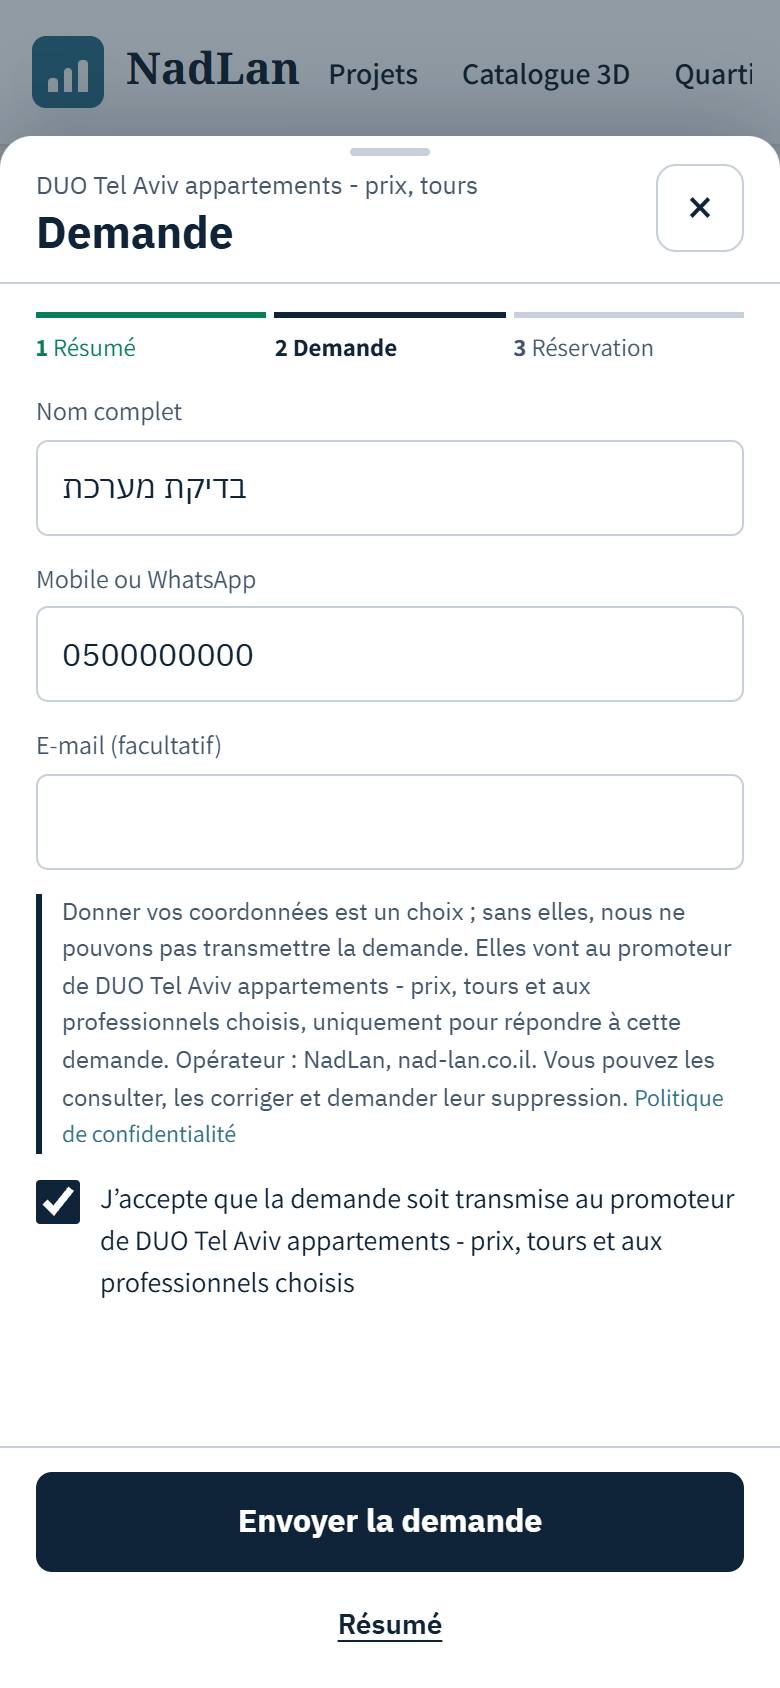 NadLan Projets Catalogue 3D Quarti
DUO Tel Aviv appartements - prix, tours
Demande
1 Résumé 2 Demande 3 Réservation
Nom complet
בדיקת מערכת
Mobile ou WhatsApp
0500000000
E-mail (facultatif)
Donner vos coordonnées est un choix ; sans elles, nous ne
pouvons pas transmettre la demande. Elles vont au promoteur
de DUO Tel Aviv appartements - prix, tours et aux
professionnels choisis, uniquement pour répondre à cette
demande. Opérateur : NadLan, nad-lan.co.il. Vous pouvez les
consulter, les corriger et demander leur suppression. Politique
de confidentialité
J’accepte que la demande soit transmise au promoteur
de DUO Tel Aviv appartements - prix, tours et aux
professionnels choisis
Envoyer la demande
Résumé